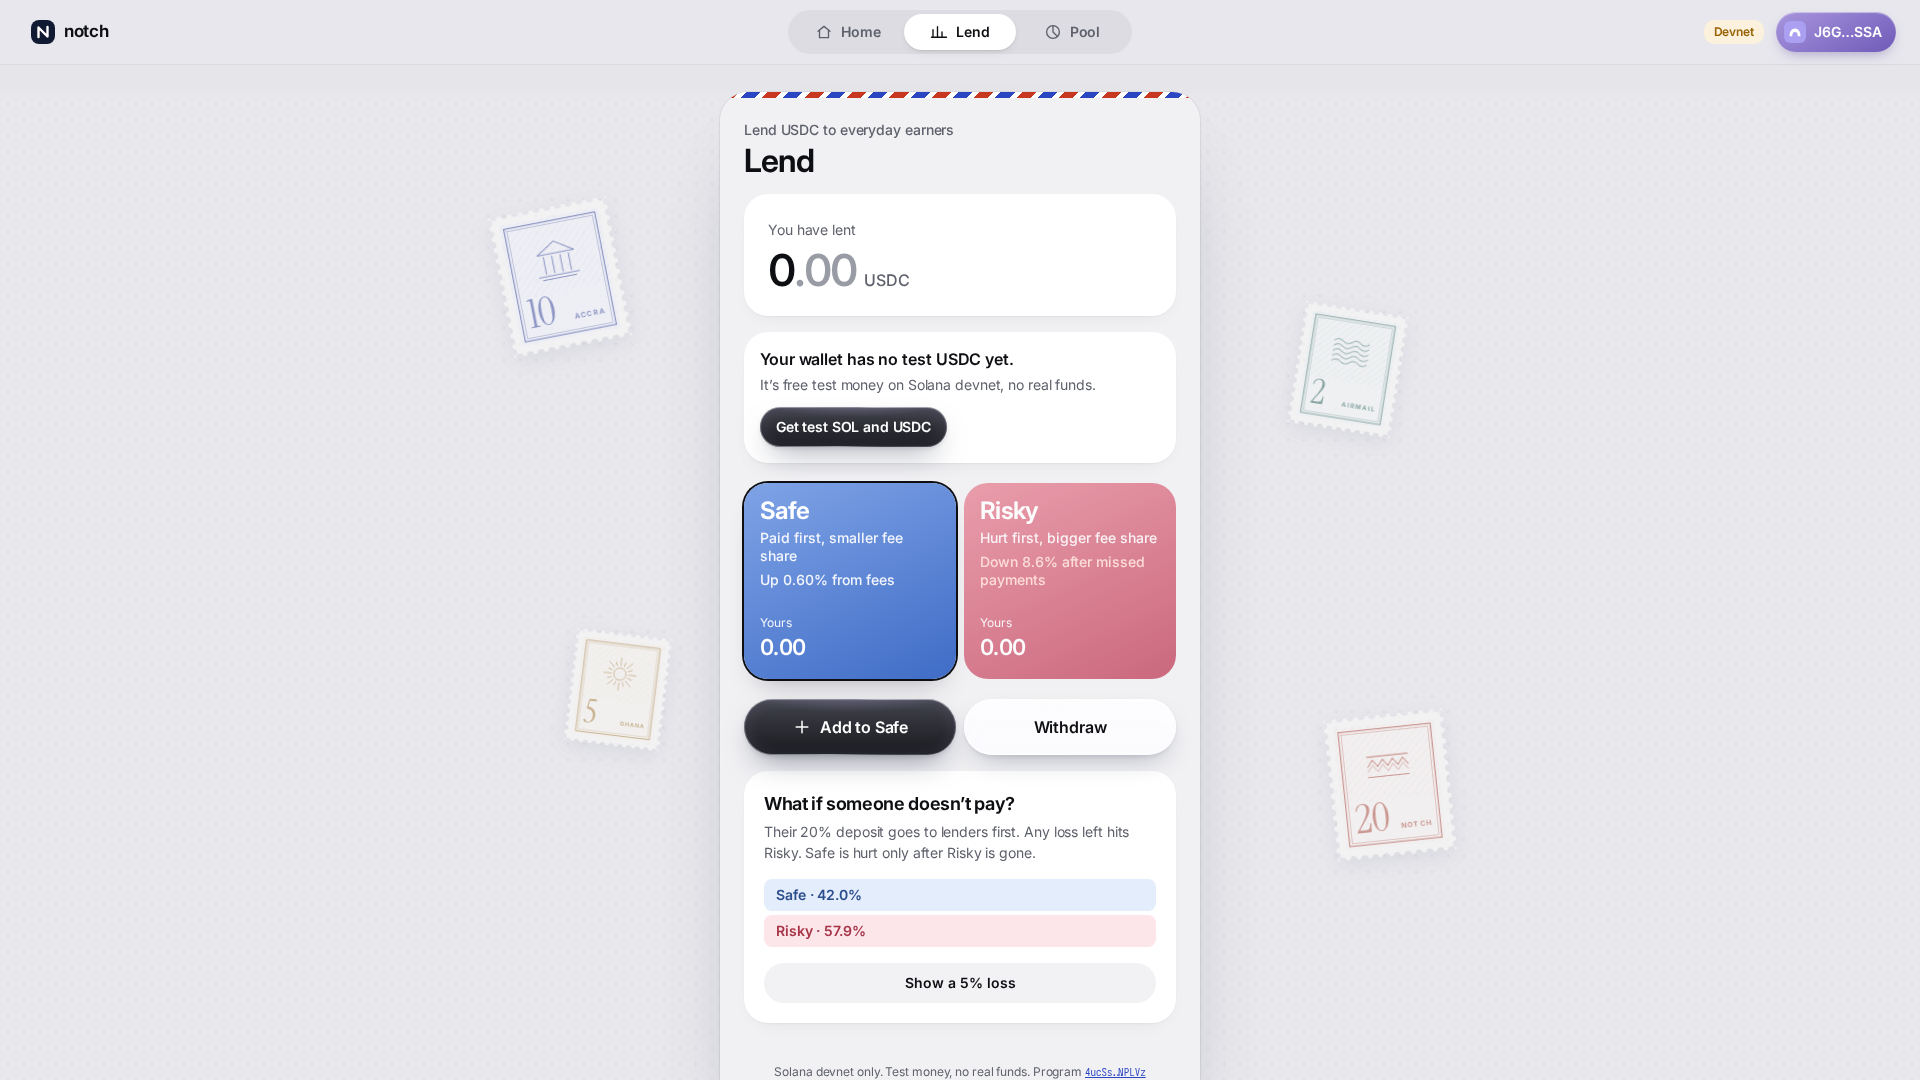 notch
Home
Lend
Pool
Devnet
J6G...SSA
Lend USDC to everyday earners
Lend
You have lent
0.00 USDC
Your wallet has no test USDC yet.
It's free test money on Solana devnet, no real funds.
Get test SOL and USDC
Safe
Paid first, smaller fee
share
Up 0.60% from fees
Yours
0.00
Risky
Hurt first, bigger fee share
Down 8.6% after missed
payments
Yours
0.00
Add to Safe
Withdraw
What if someone doesn't pay?
Their 20% deposit goes to lenders first. Any loss left hits
Risky. Safe is hurt only after Risky is gone.
Safe · 42.0%
Risky · 57.9%
Show a 5% loss
Solana devnet only. Test money, no real funds. Program 4ucSs…NPLVz
10 ACCRA
2 AIRMAIL
5 GHANA
20 NOTCH